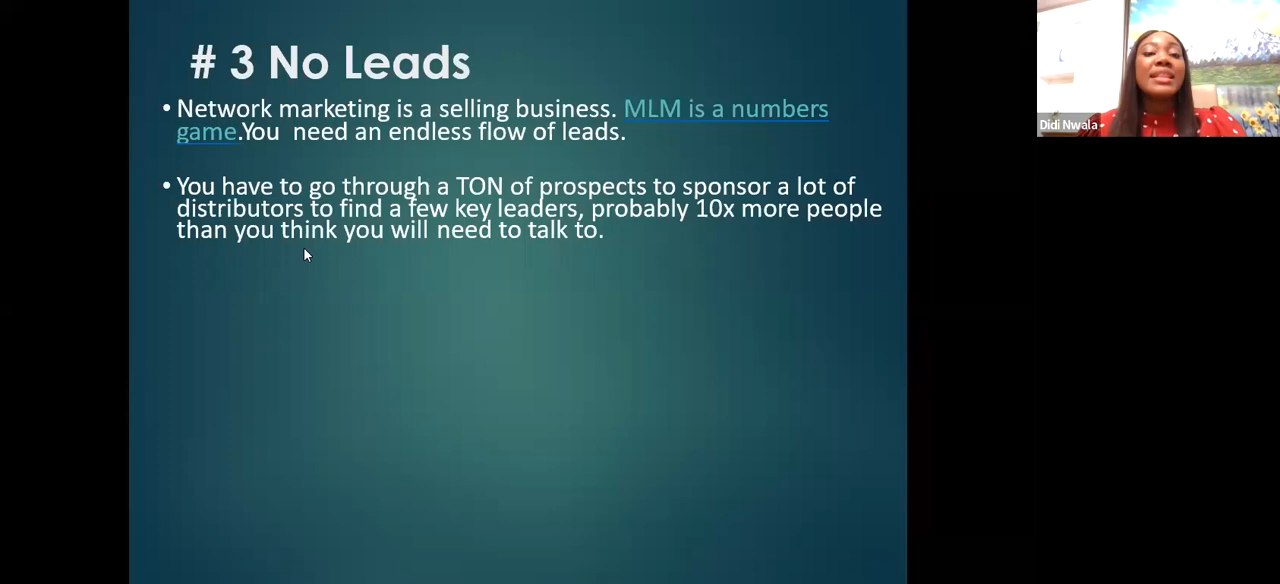 # 3 No Leads
• Network marketing is a selling business. MLM is a numbers
game.You  need an endless flow of leads.
• You have to go through a TON of prospects to sponsor a lot of
distributors to find a few key leaders, probably 10x more people
than you think you will need to talk to.
Didi Nwala